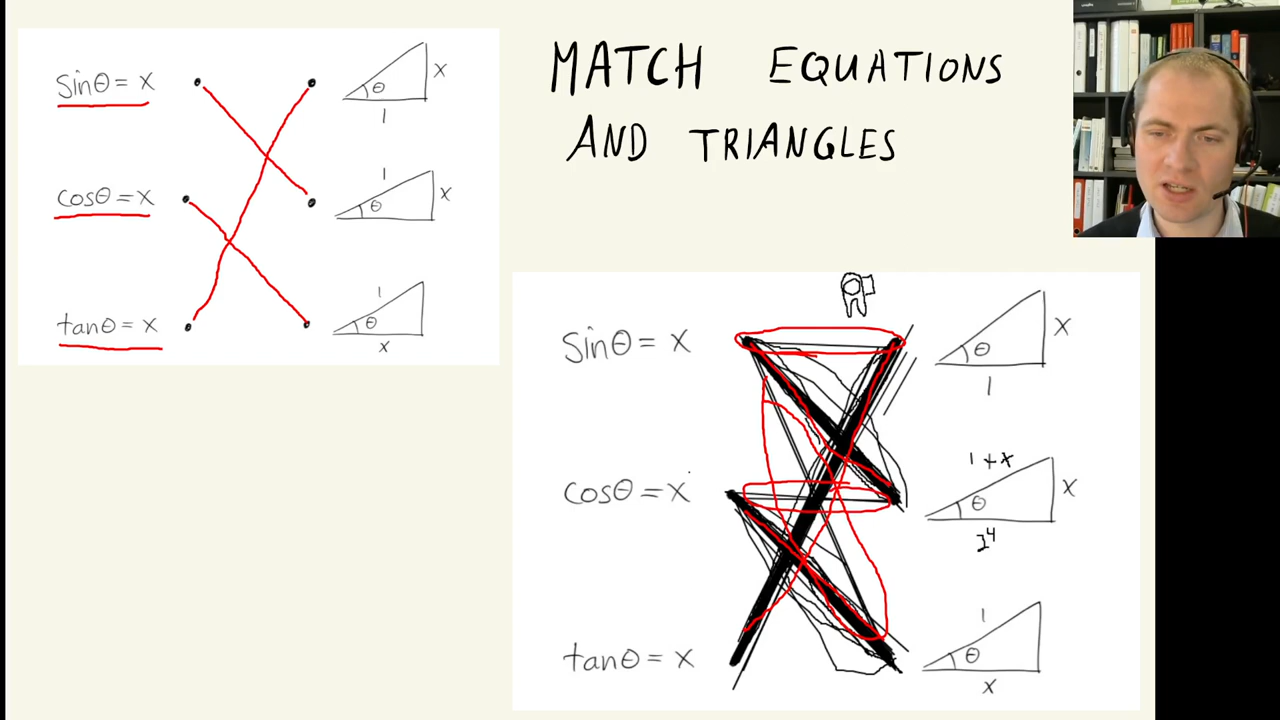 MATCH EQUATIONS
AND TRIANGLES
sinθ = x
θ
x
1
cosθ = x
1
θ
x
tanθ = x
1
θ
x
sinθ = x
θ
x
1
cosθ = x
1+x
θ
x
tanθ = x
1
θ
x